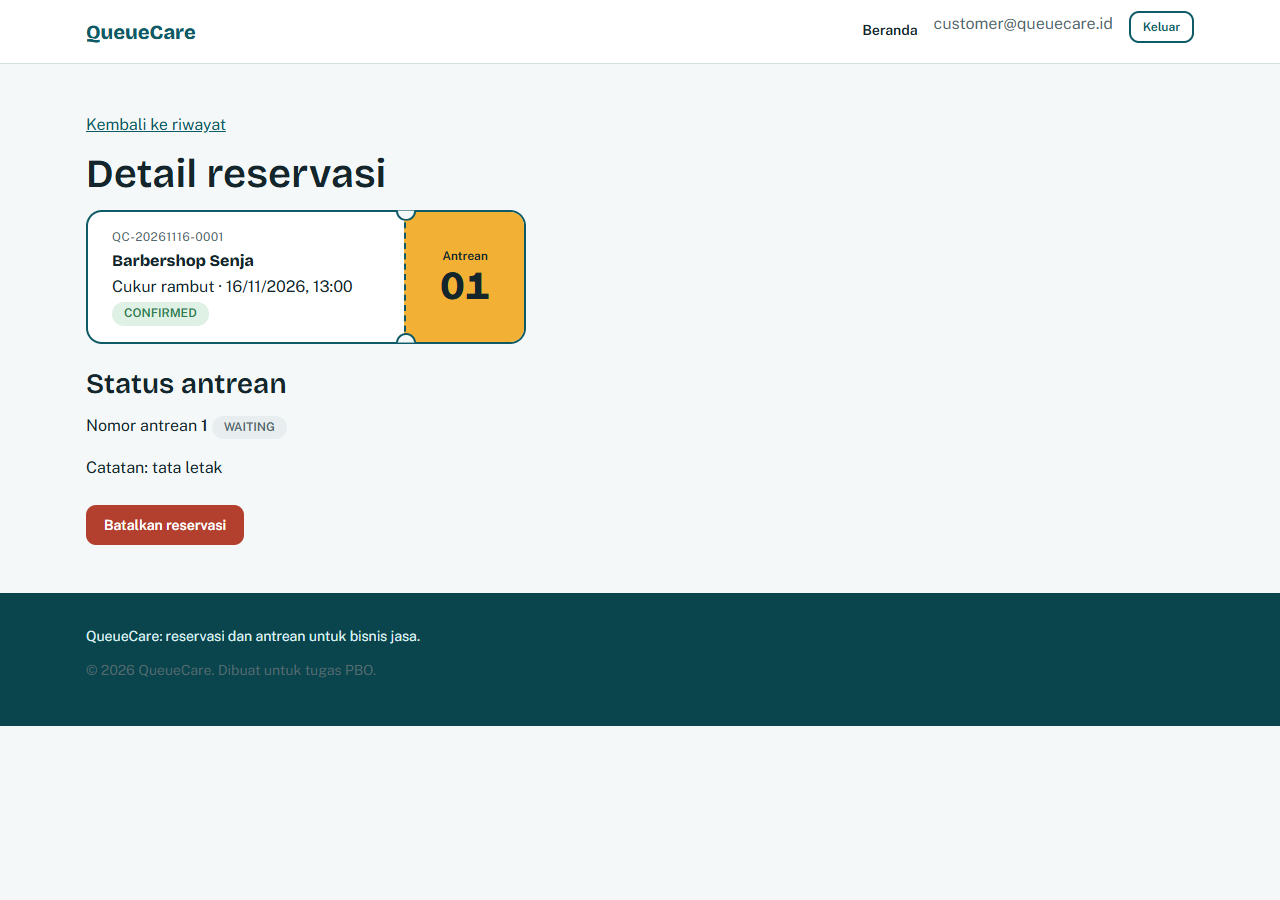 QueueCare
Beranda
customer@queuecare.id
Keluar
Kembali ke riwayat
Detail reservasi
QC-20261116-0001
Barbershop Senja
Cukur rambut · 16/11/2026, 13:00
CONFIRMED
Antrean
01
Status antrean
Nomor antrean 1 WAITING
Catatan: tata letak
Batalkan reservasi
QueueCare: reservasi dan antrean untuk bisnis jasa.
© 2026 QueueCare. Dibuat untuk tugas PBO.